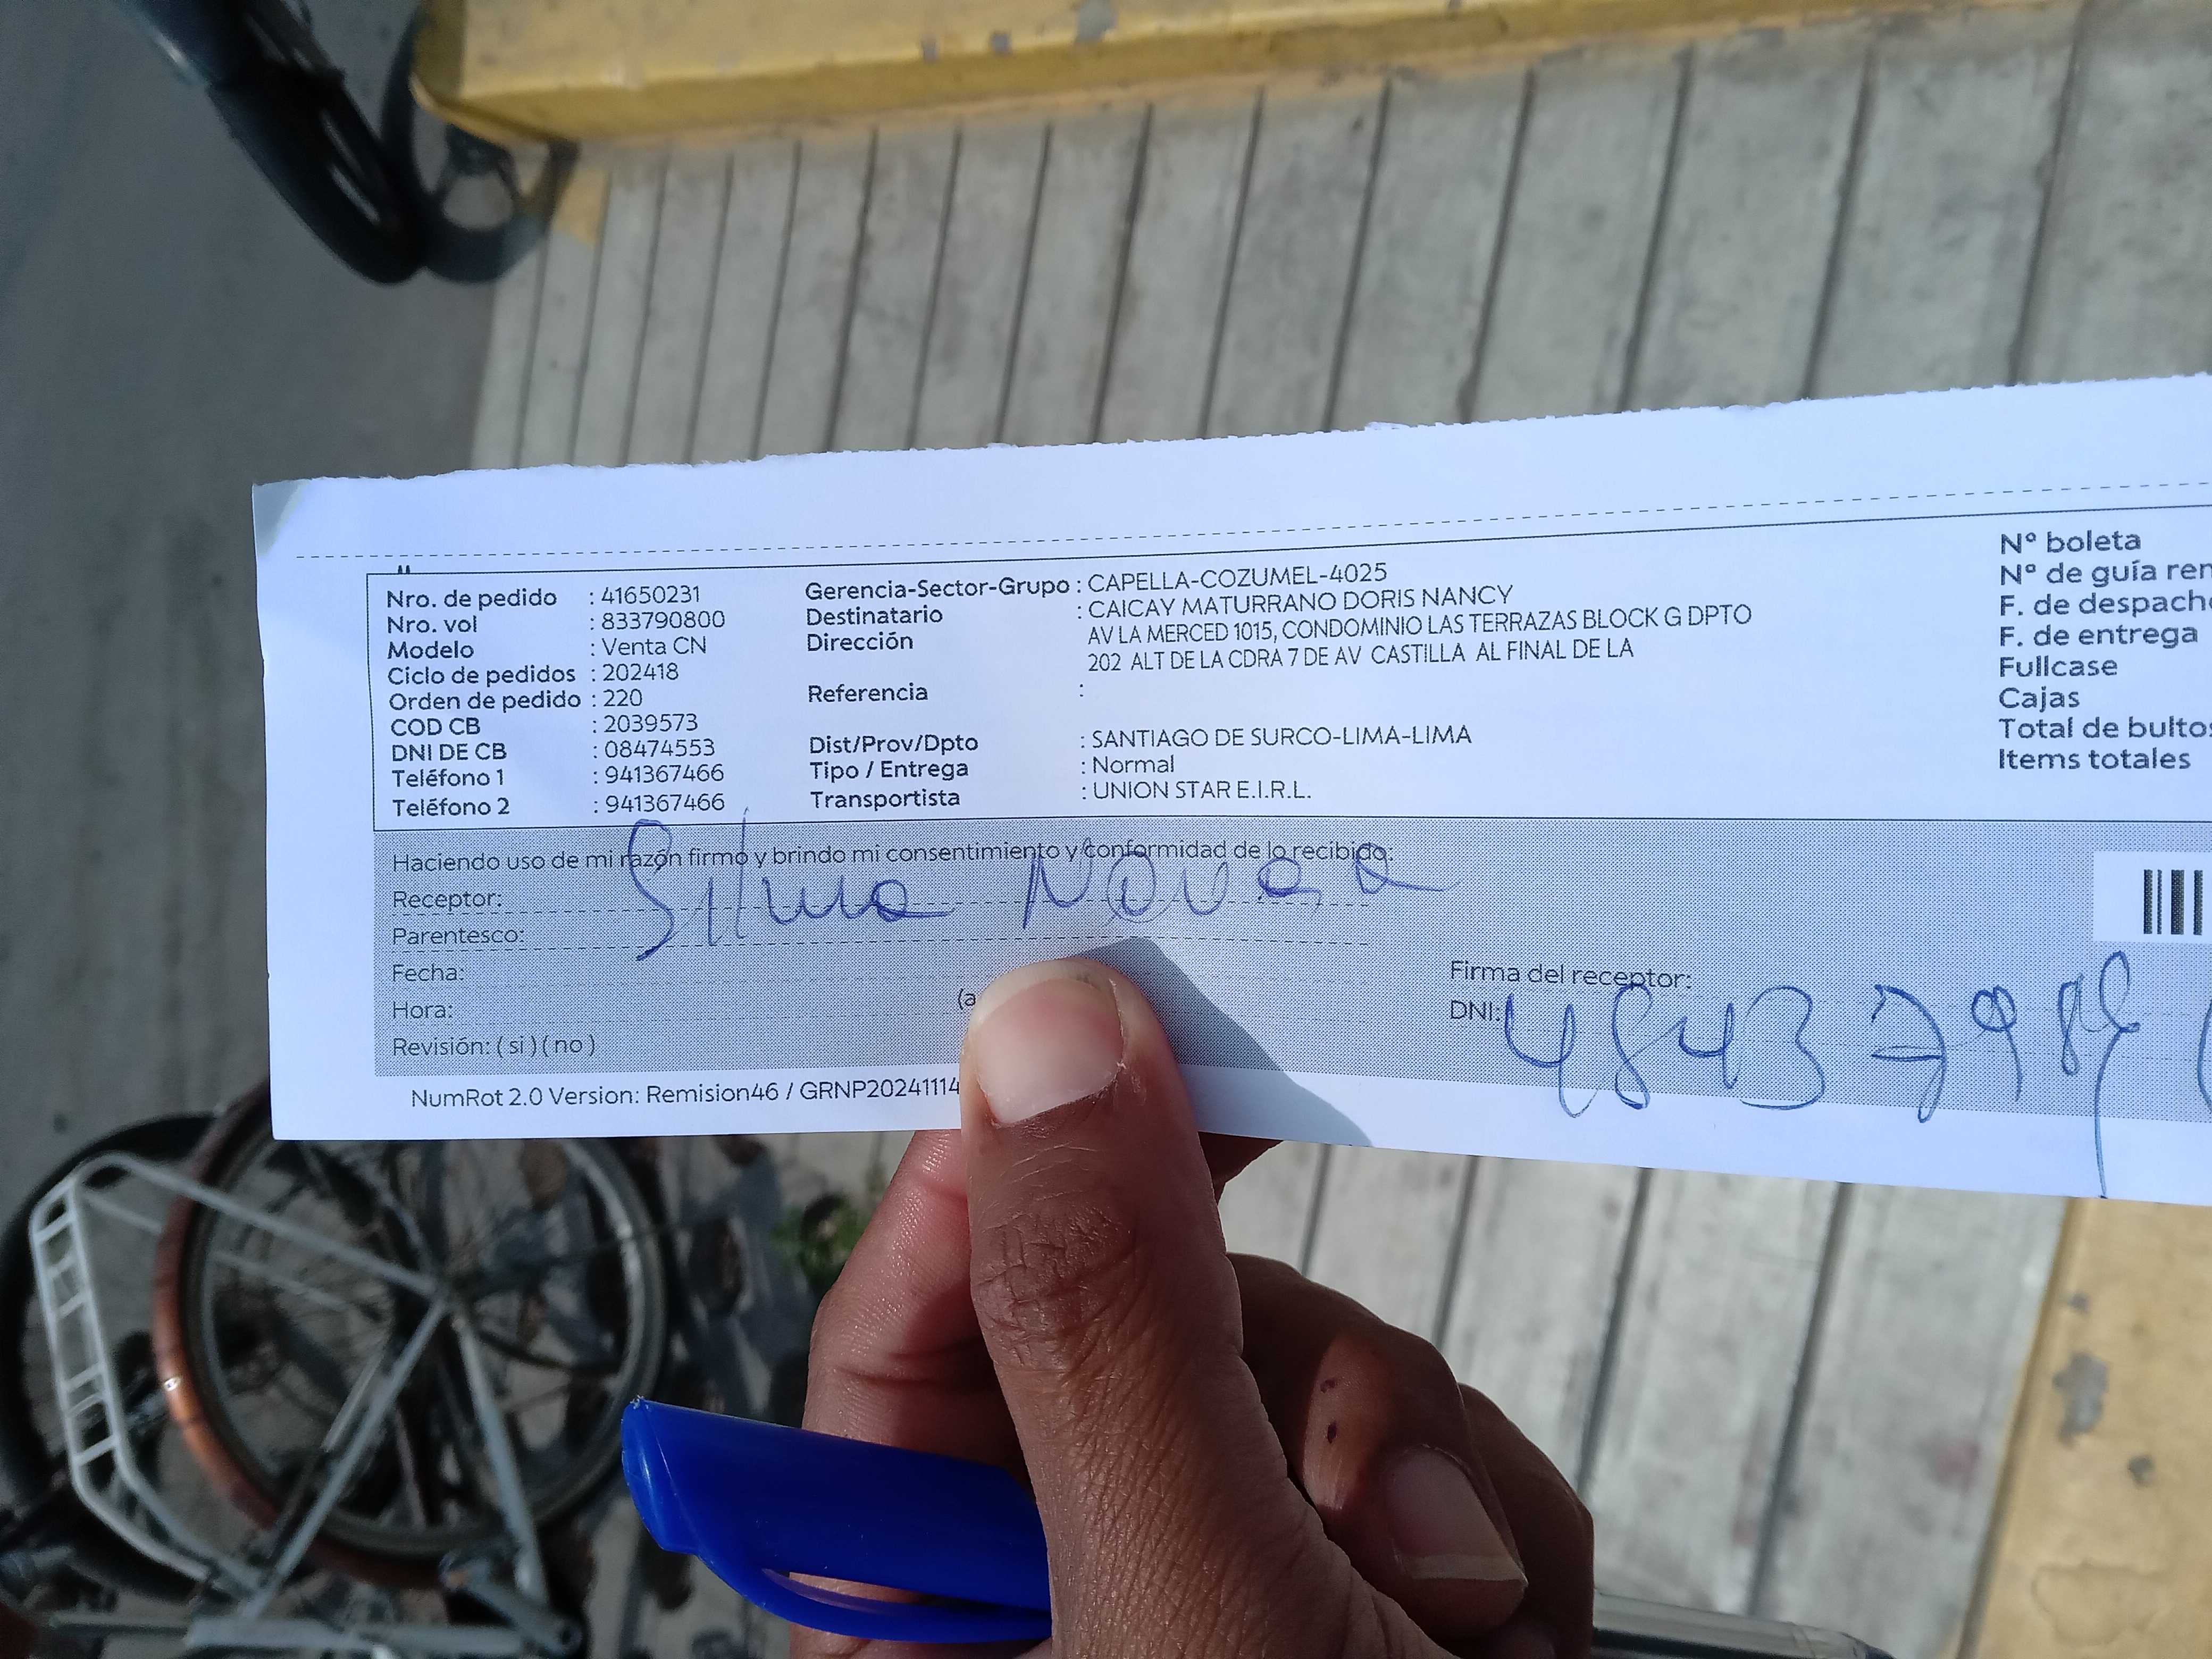 Nro. de pedido : 41650231
Nro. vol : 833790800
Modelo : Venta CN
Ciclo de pedidos : 202418
Orden de pedido : 220
COD CB : 2039573
DNI DE CB : 08474553
Teléfono 1 : 941367466
Teléfono 2 : 941367466
Gerencia-Sector-Grupo : CAPELLA-COZUMEL-4025
Destinatario : CAICAY MATURRANO DORIS NANCY
Dirección AV LA MERCED 1015, CONDOMINIO LAS TERRAZAS BLOCK G DPTO
202 ALT DE LA CDRA 7 DE AV CASTILLA AL FINAL DE LA
Referencia :
Dist/Prov/Dpto : SANTIAGO DE SURCO-LIMA-LIMA
Tipo / Entrega : Normal
Transportista : UNION STAR E.I.R.L.
Nº boleta
Nº de guía ren
F. de despach
F. de entrega
Fullcase
Cajas
Total de bultos
Items totales
Haciendo uso de mi razón firmo y brindo mi consentimiento y conformidad de lo recibido:
Receptor: Silvua
Parentesco:
Fecha:
Hora: (a
Revisión: ( si ) ( no )
Firma del receptor:
DNI:
NumRot 2.0 Version: Remision46 / GRNP20241114